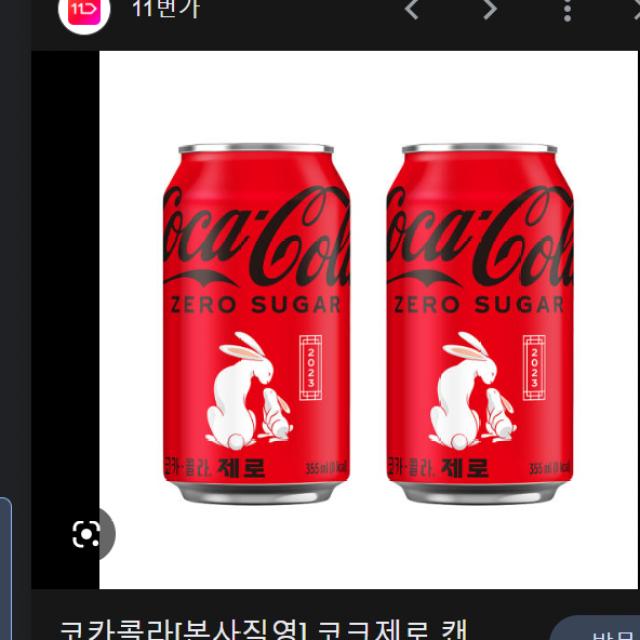 11번가
Coca-Cola
ZERO SUGAR
2023
코카·콜라. 제로
355 ml (0 kcal)
Coca-Cola
ZERO SUGAR
2023
코카·콜라. 제로
355 ml (0 kcal)
코카콜라[본사직영] 코크제로 캔
방문